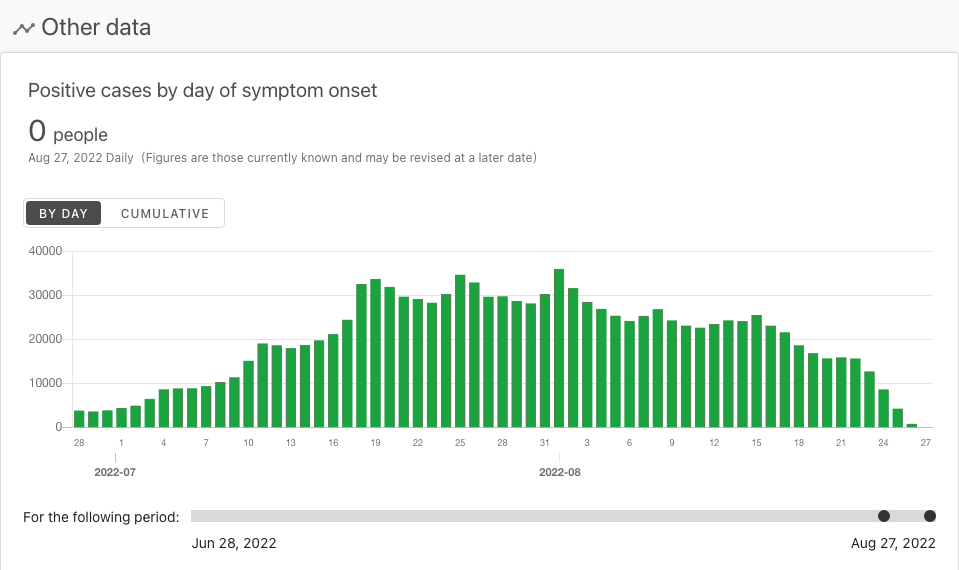 Other data
Positive cases by day of symptom onset
0 people
Aug 27, 2022 Daily (Figures are those currently known and may be revised at a later date)
BY DAY CUMULATIVE
40000
30000
20000
10000
0
28 1 4 7 10 13 16 19 22 25 28 31 3 6 9 12 15 18 21 24 27
2022-07 2022-08
For the following period:
Jun 28, 2022 Aug 27, 2022